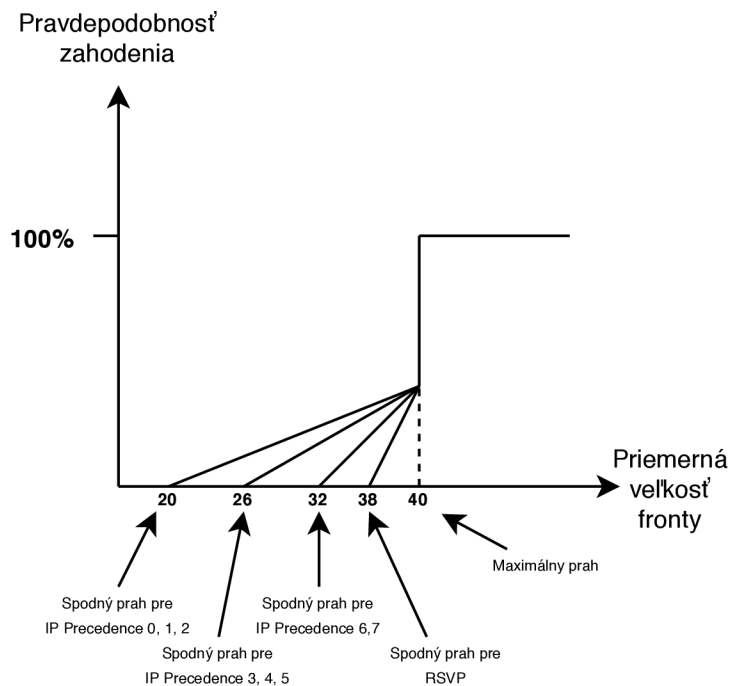 Pravdepodobnosť
zahodenia
100%
Priemerná
veľkosť
fronty
20
26
32
38
40
Maximálny prah
Spodný prah pre
IP Precedence 0, 1, 2
Spodný prah pre
IP Precedence 6,7
Spodný prah pre
IP Precedence 3, 4, 5
Spodný prah pre
RSVP